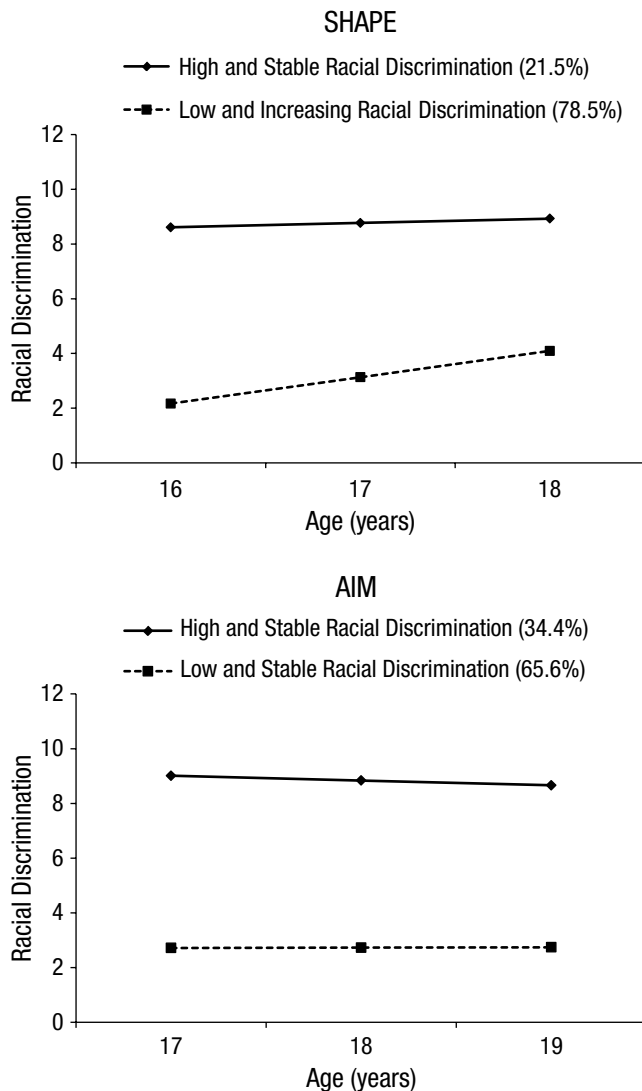 SHAPE
High and Stable Racial Discrimination (21.5%)
Low and Increasing Racial Discrimination (78.5%)
12
10
8
6
4
2
0
Racial Discrimination
16 17 18
Age (years)
AIM
High and Stable Racial Discrimination (34.4%)
Low and Stable Racial Discrimination (65.6%)
12
10
8
6
4
2
0
Racial Discrimination
17 18 19
Age (years)